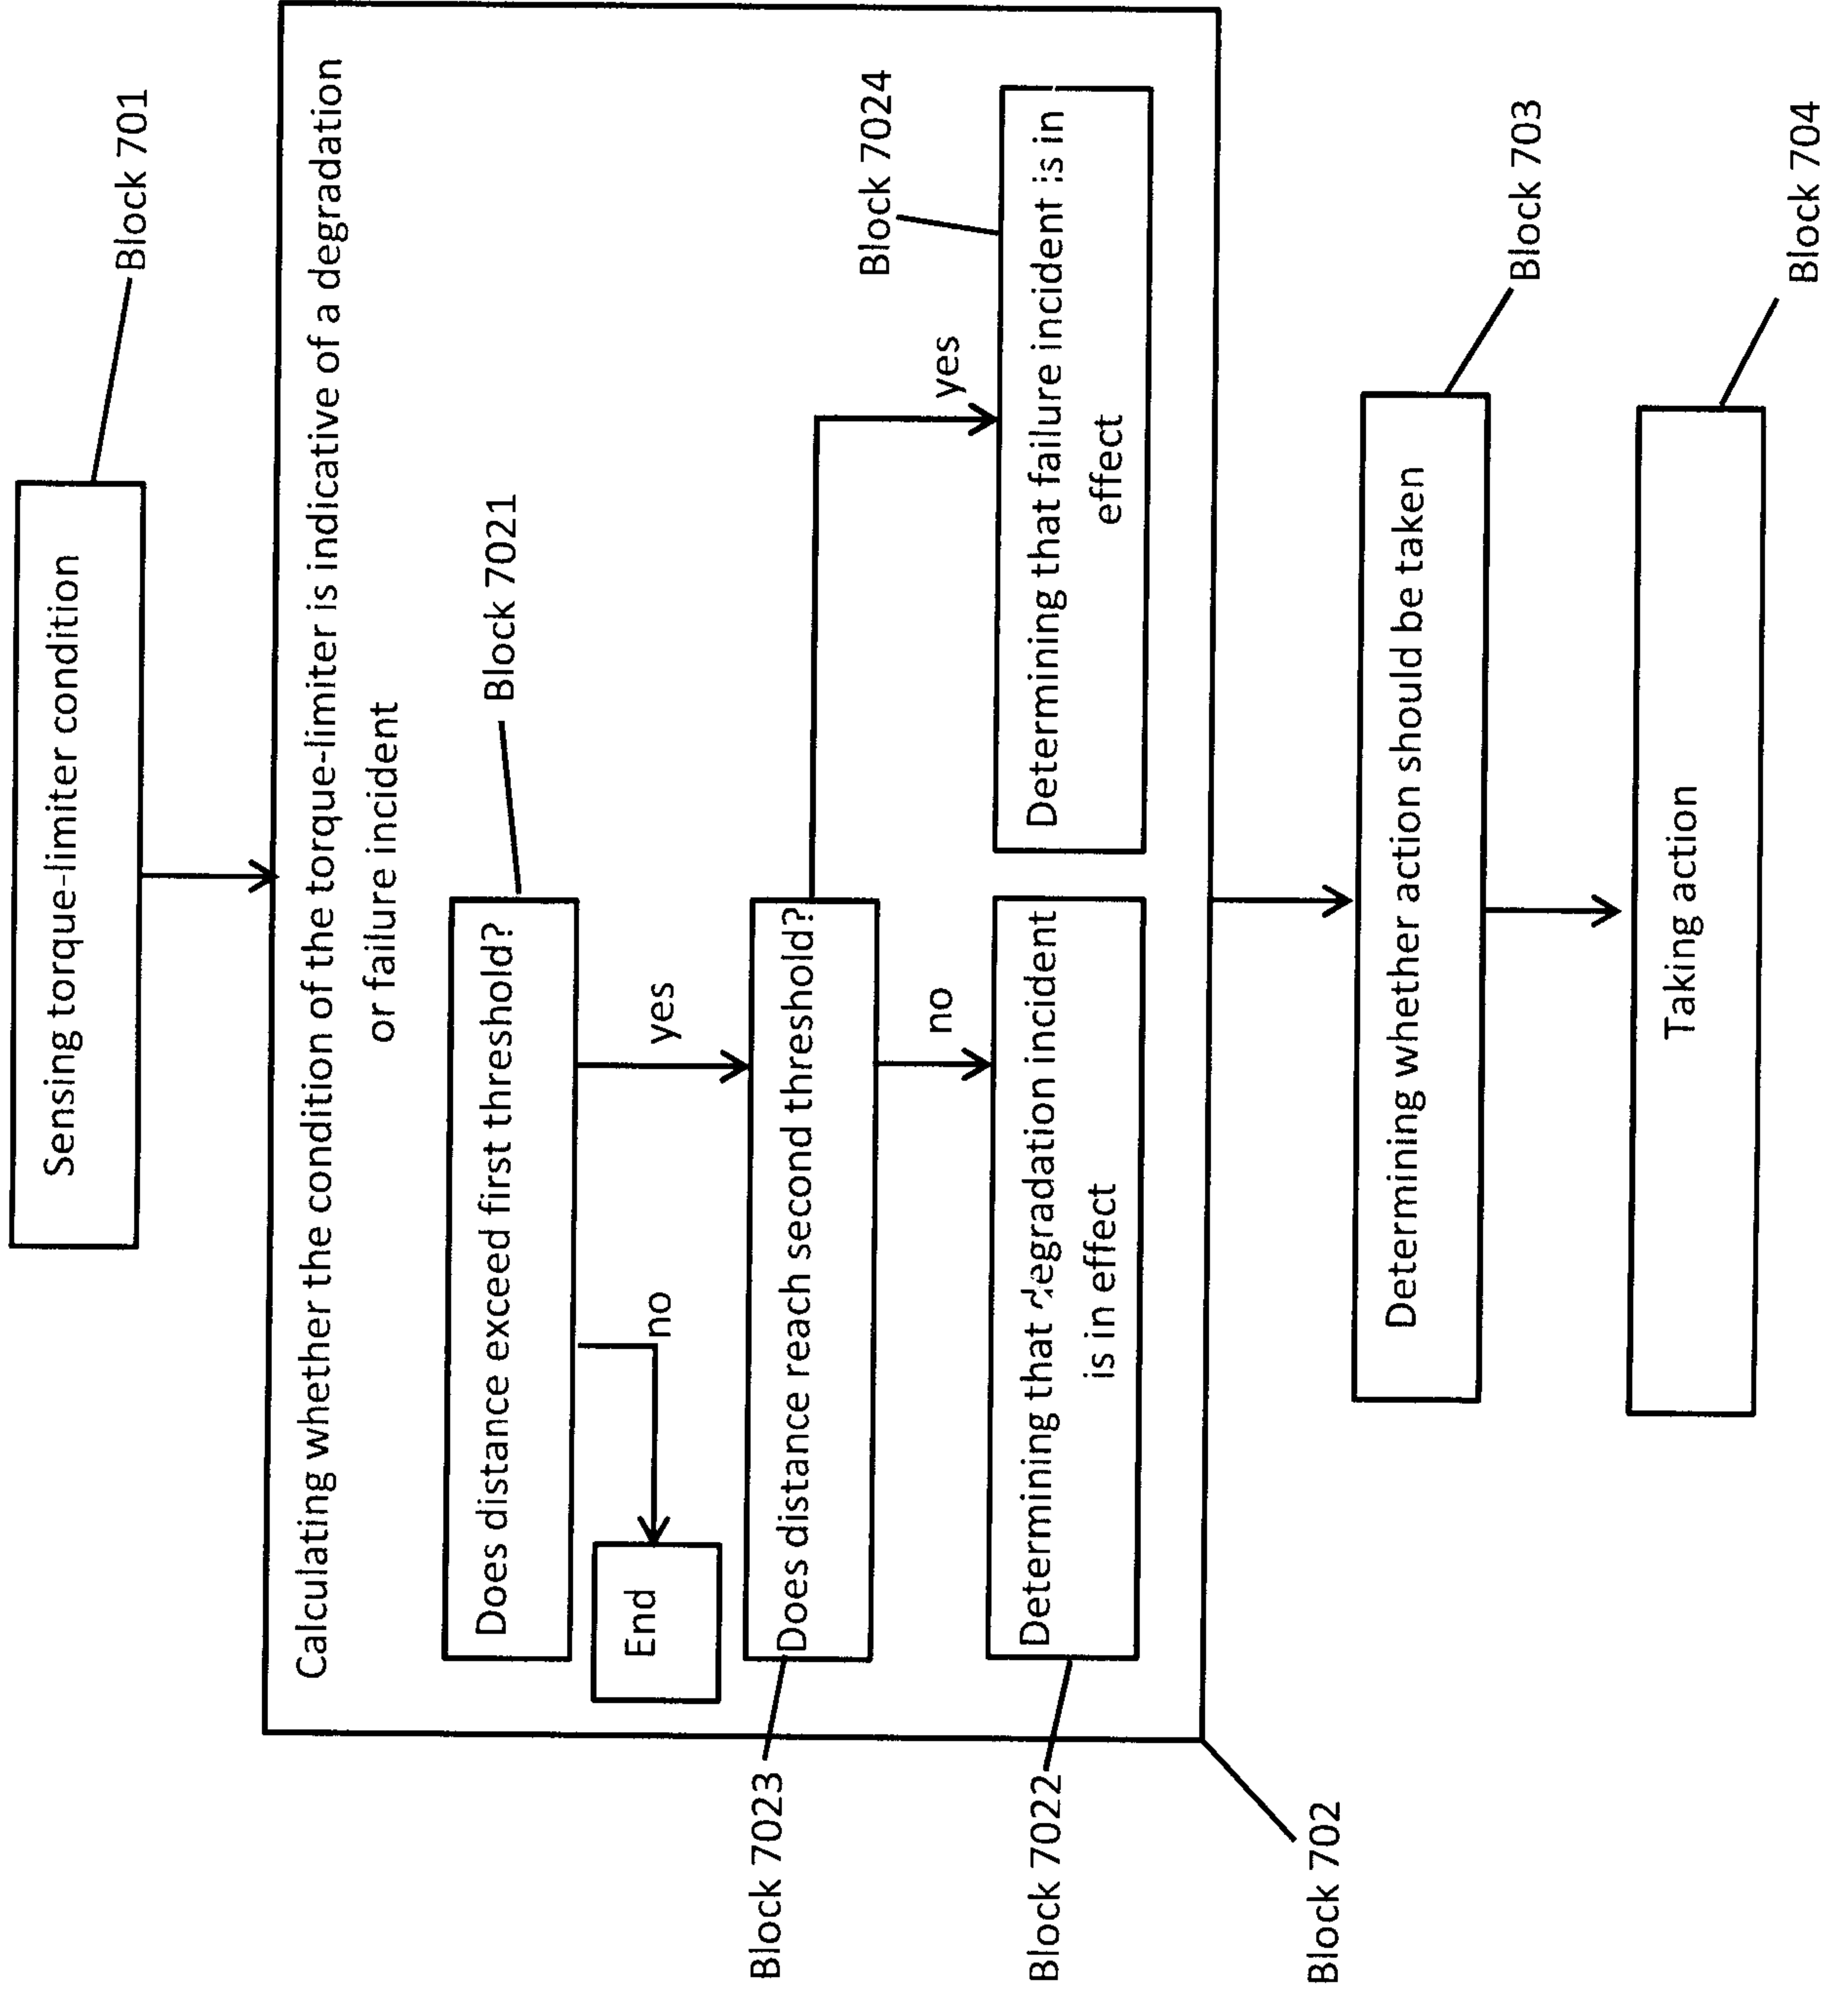 Sensing torque-limiter condition
Block 701
Calculating whether the condition of the torque-limiter is indicative of a degradation
or failure incident
Block 7021
Does distance exceed first threshold?
no
yes
End
Block 7023
Does distance reach second threshold?
no
yes
Block 7024
Block 7022
Determining that degradation incident
is in effect
Determining that failure incident is in
effect
Block 702
Determining whether action should be taken
Block 703
Taking action
Block 704